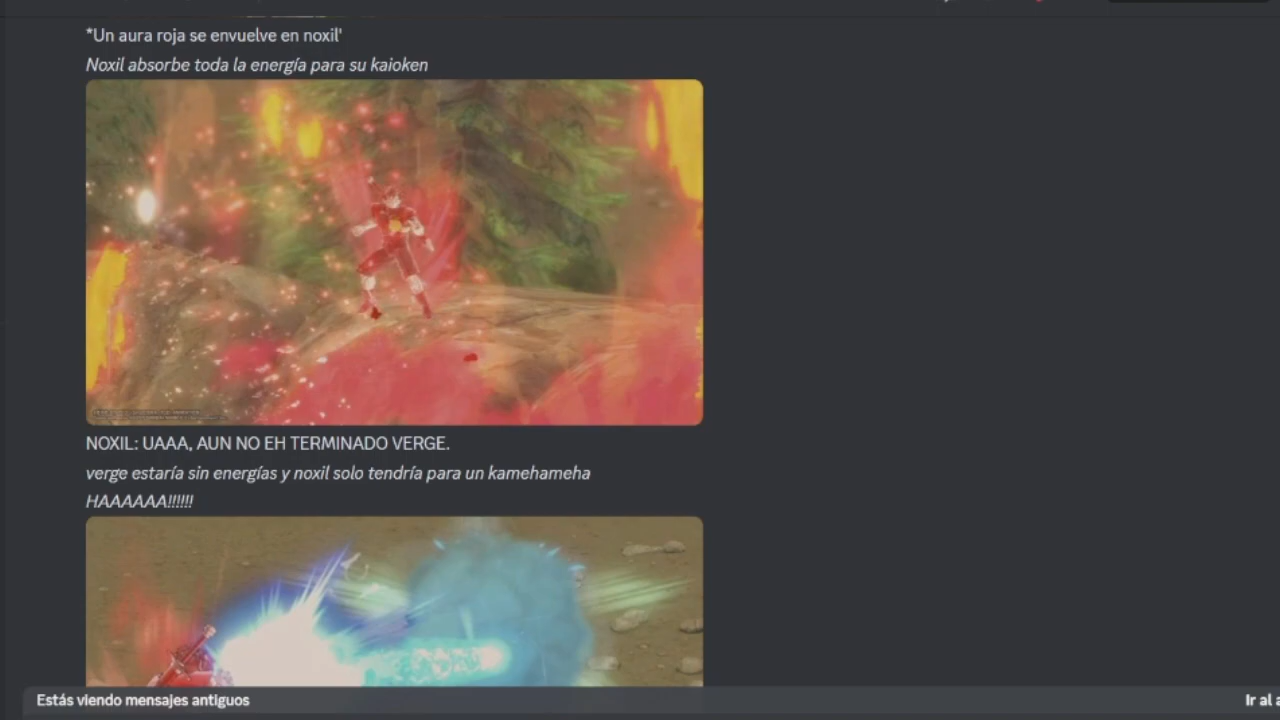 *Un aura roja se envuelve en noxil'
Noxil absorbe toda la energía para su kaioken
NOXIL: UAAA, AUN NO EH TERMINADO VERGE.
verge estaría sin energías y noxil solo tendría para un kamehameha
HAAAAAA!!!!!!
Estás viendo mensajes antiguos
Ir al a